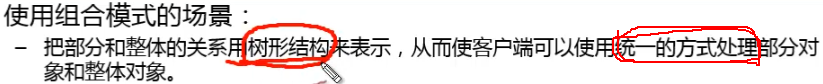 使用组合模式的场景：
– 把部分和整体的关系用树形结构来表示，从而使客户端可以使用统一的方式处理部分对
象和整体对象。